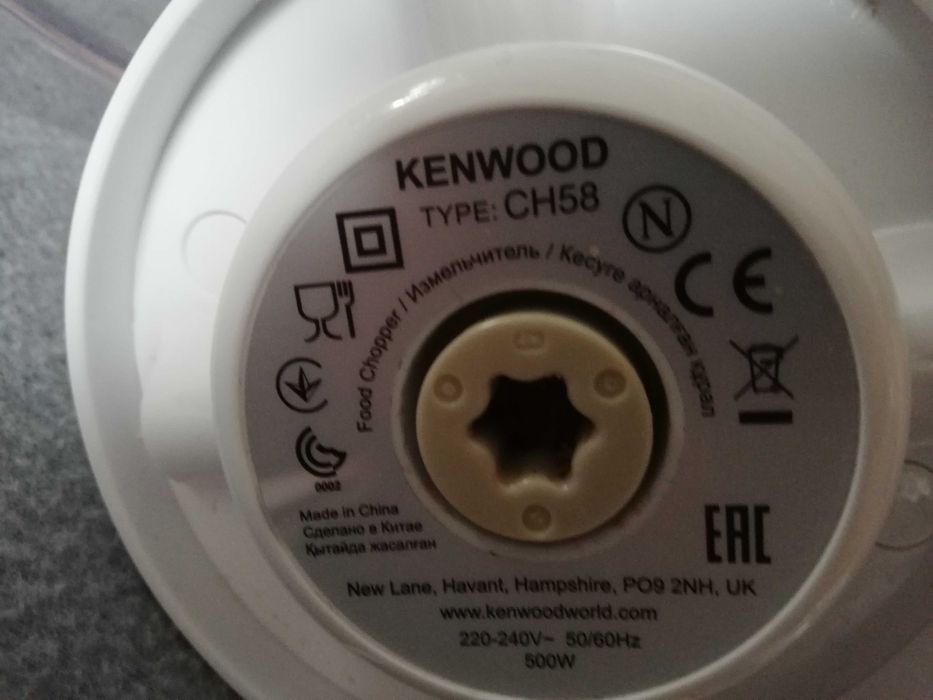 KENWOOD
TYPE: CH58
N
CE
Food Chopper / Измельчитель / Кесуге арналған құрал
0002
Made in China
Сделано в Китае
Қытайда жасалған
EAC
New Lane, Havant, Hampshire, PO9 2NH, UK
www.kenwoodworld.com
220-240V~ 50/60Hz
500W